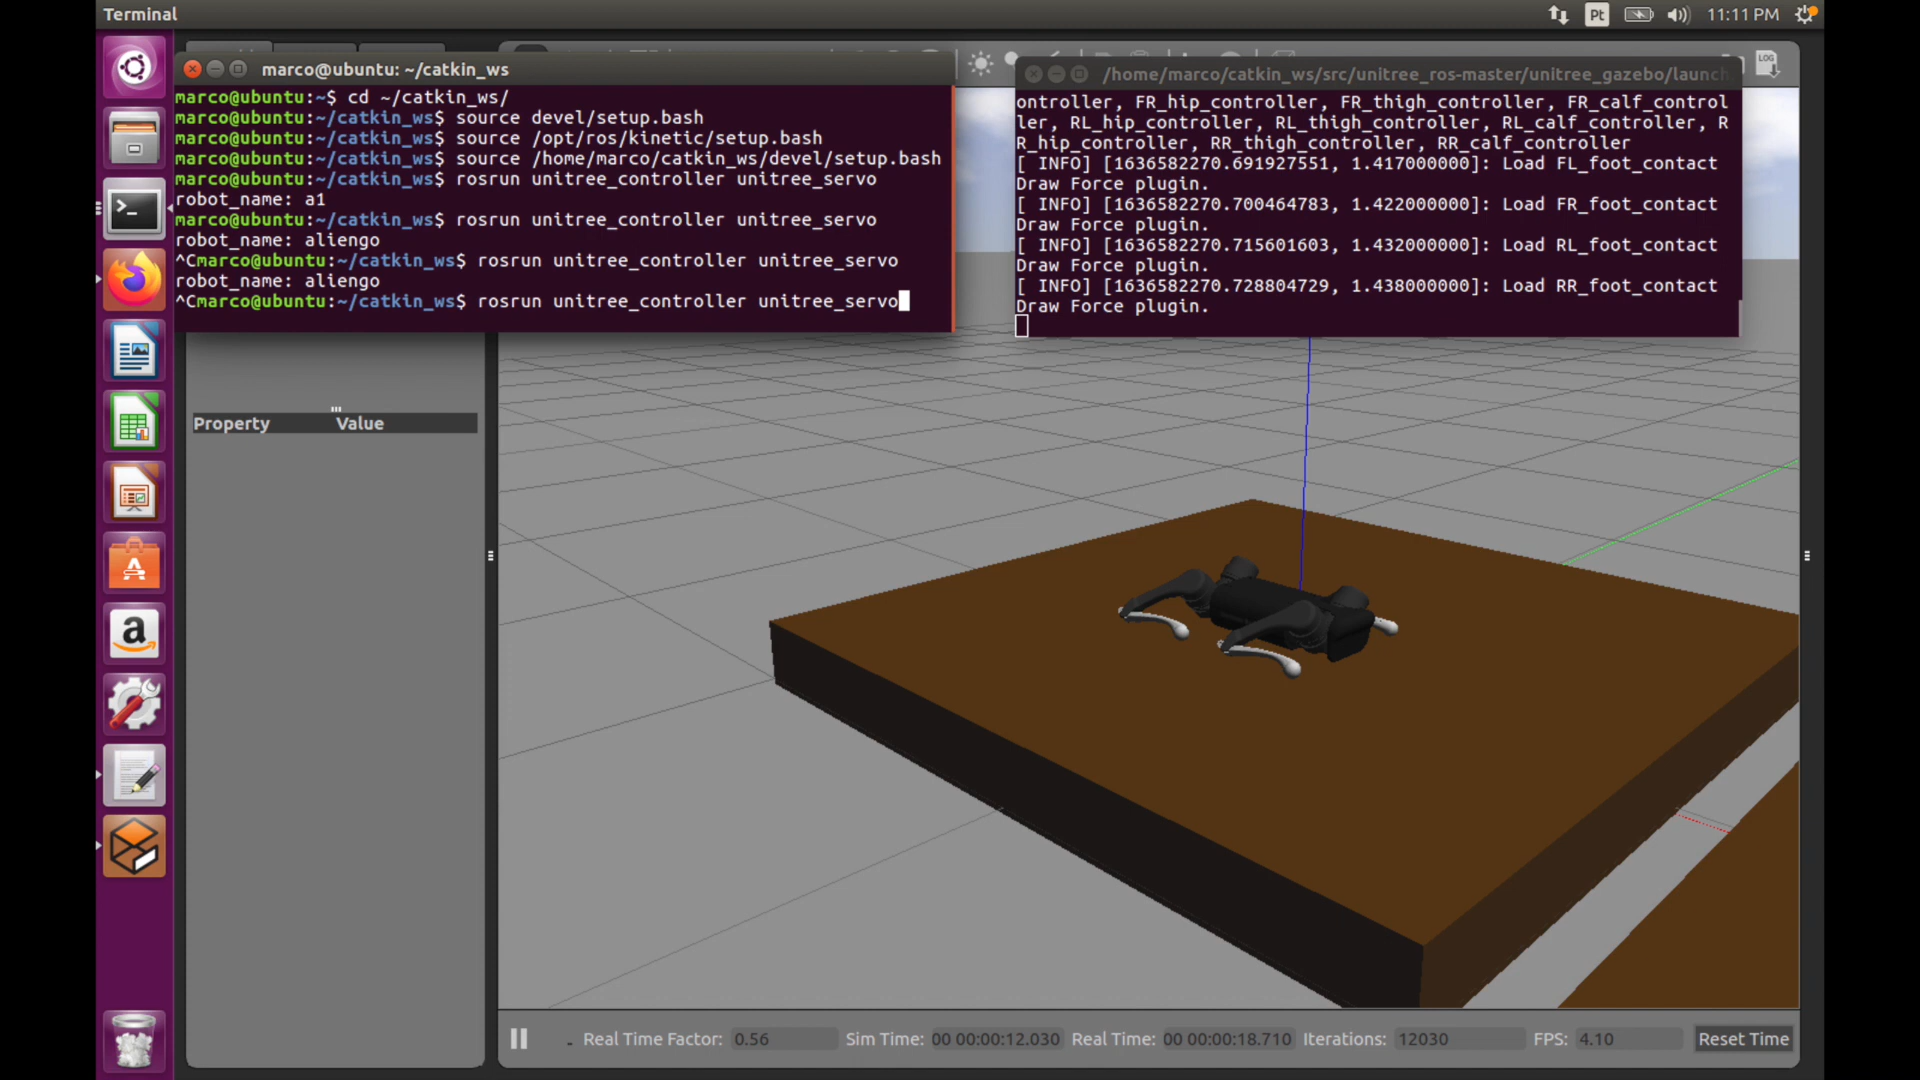 Terminal
Pt
11:11 PM
marco@ubuntu: ~/catkin_ws
marco@ubuntu:~$ cd ~/catkin_ws/
marco@ubuntu:~/catkin_ws$ source devel/setup.bash
marco@ubuntu:~/catkin_ws$ source /opt/ros/kinetic/setup.bash
marco@ubuntu:~/catkin_ws$ source /home/marco/catkin_ws/devel/setup.bash
marco@ubuntu:~/catkin_ws$ rosrun unitree_controller unitree_servo
robot_name: a1
marco@ubuntu:~/catkin_ws$ rosrun unitree_controller unitree_servo
robot_name: aliengo
^Cmarco@ubuntu:~/catkin_ws$ rosrun unitree_controller unitree_servo
robot_name: aliengo
^Cmarco@ubuntu:~/catkin_ws$ rosrun unitree_controller unitree_servo
/home/marco/catkin_ws/src/unitree_ros-master/unitree_gazebo/launch
LOG
ontroller, FR_hip_controller, FR_thigh_controller, FR_calf_control
ler, RL_hip_controller, RL_thigh_controller, RL_calf_controller, R
R_hip_controller, RR_thigh_controller, RR_calf_controller
[ INFO] [1636582270.691927551, 1.417000000]: Load FL_foot_contact
Draw Force plugin.
[ INFO] [1636582270.700464783, 1.422000000]: Load FR_foot_contact
Draw Force plugin.
[ INFO] [1636582270.715601603, 1.432000000]: Load RL_foot_contact
Draw Force plugin.
[ INFO] [1636582270.728804729, 1.438000000]: Load RR_foot_contact
Draw Force plugin.
Property Value
Real Time Factor: 0.56 Sim Time: 00 00:00:12.030 Real Time: 00 00:00:18.710 Iterations: 12030 FPS: 4.10 Reset Time